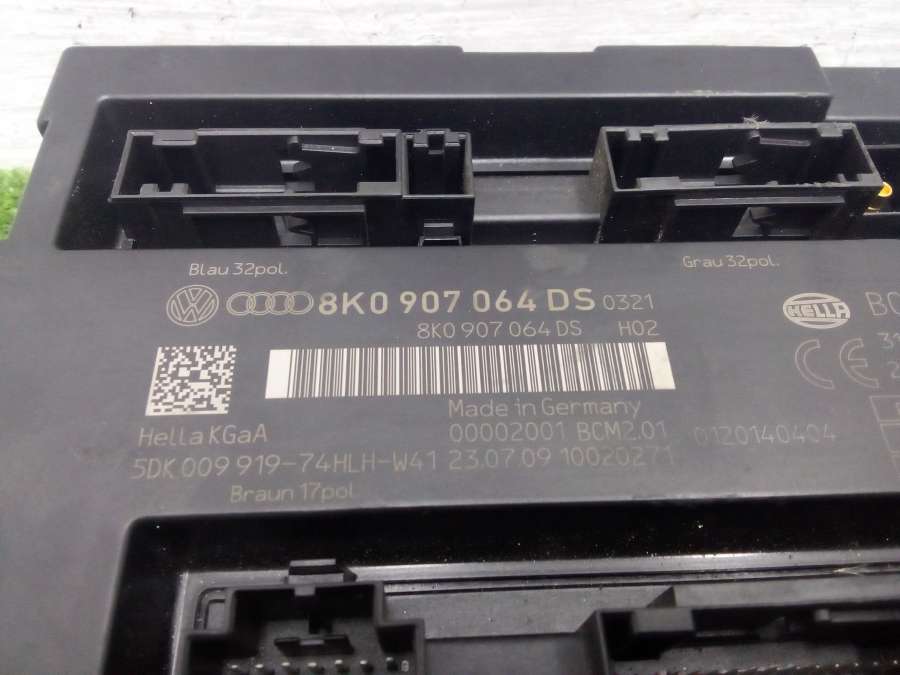 Blau 32pol.
Grau 32pol.
8K0 907 064 DS 0321
HELLA
8K0 907 064 DS H02
CE
Made in Germany
Hella KGaA
00002001 BCM2.01
0120140404
5DK 009 919-74HLH-W41 23.07.09 10020271
Braun 17pol.